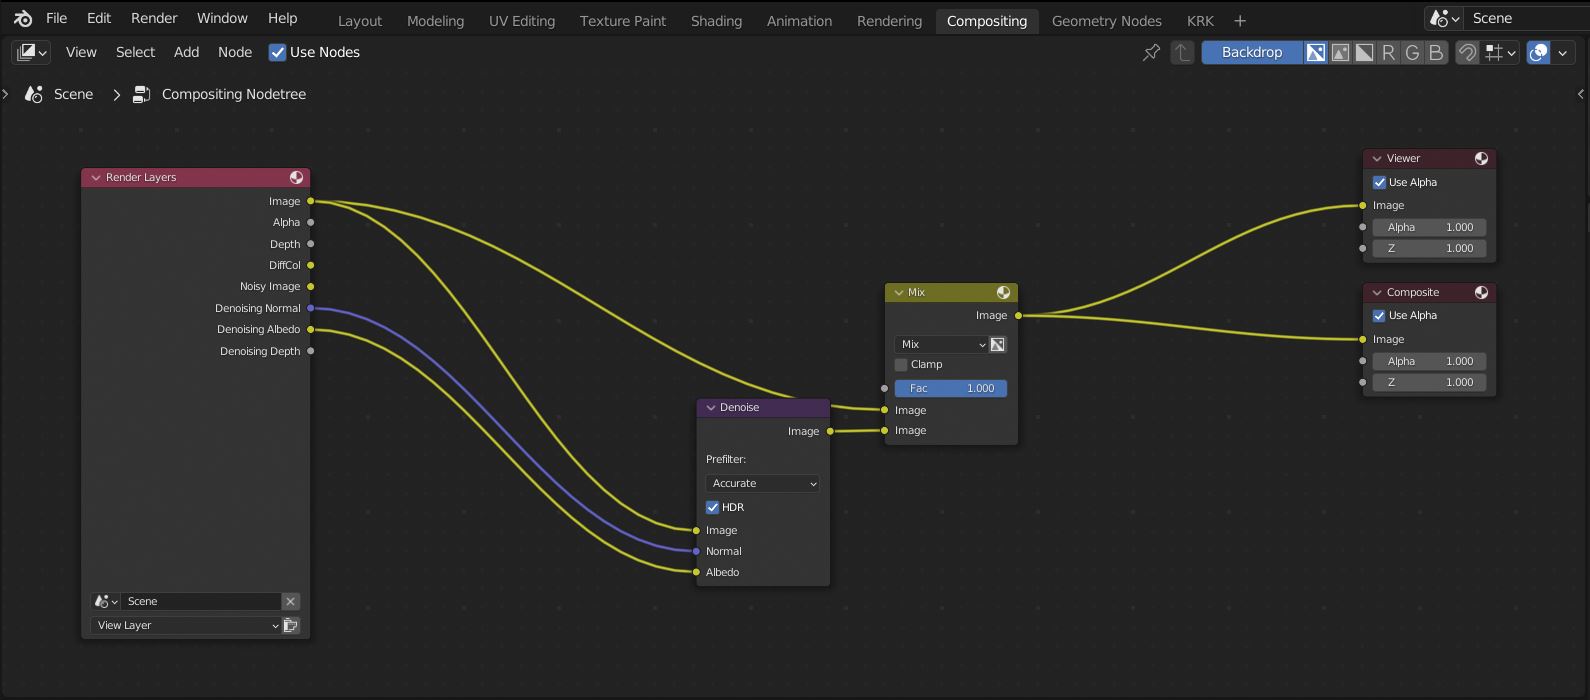 File Edit Render Window Help Layout Modeling UV Editing Texture Paint Shading Animation Rendering Compositing Geometry Nodes KRK + Scene
View Select Add Node Use Nodes Backdrop R G B
Scene > Compositing Nodetree
Render Layers
Image
Alpha
Depth
DiffCol
Noisy Image
Denoising Normal
Denoising Albedo
Denoising Depth
Scene
View Layer
Denoise
Image
Prefilter:
Accurate
HDR
Image
Normal
Albedo
Mix
Image
Mix
Clamp
Fac 1.000
Image
Image
Viewer
Use Alpha
Image
Alpha 1.000
Z 1.000
Composite
Use Alpha
Image
Alpha 1.000
Z 1.000